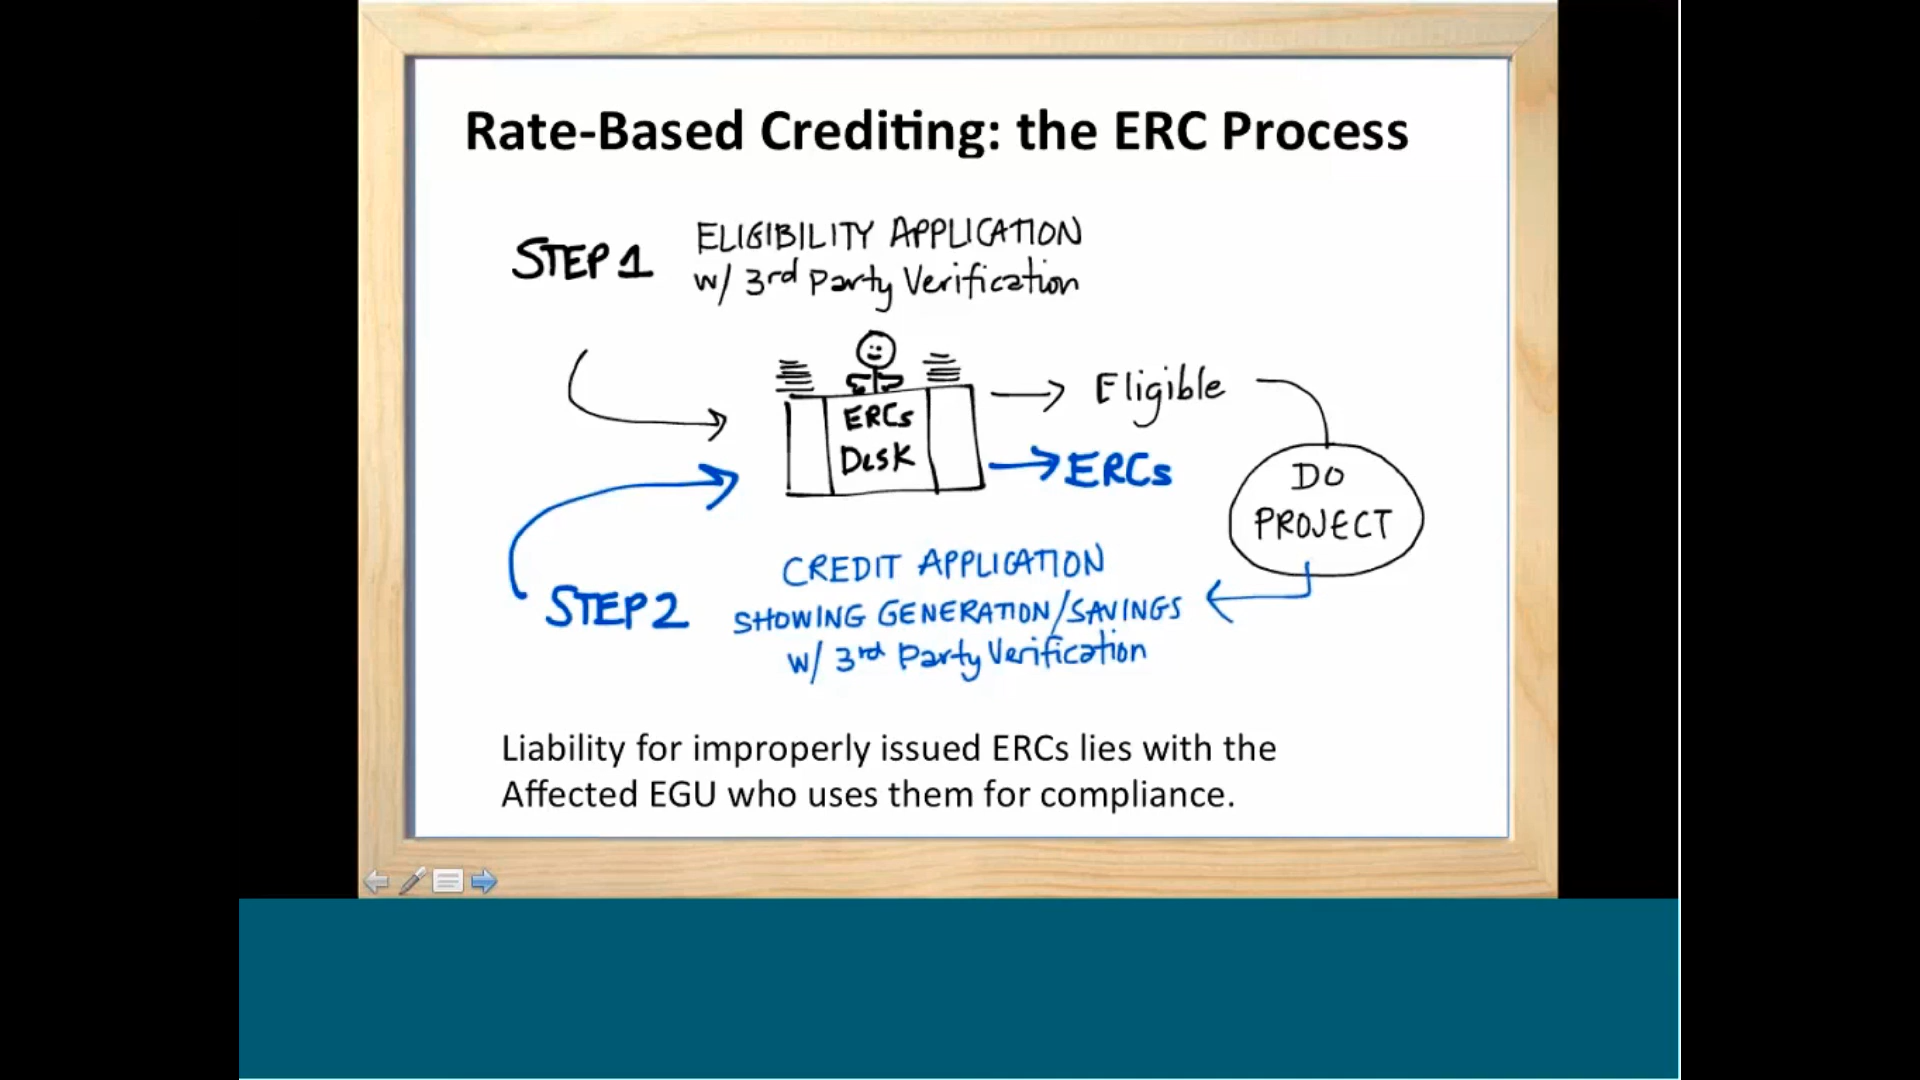 Rate-Based Crediting: the ERC Process
STEP 1
ELIGIBILITY APPLICATION
w/ 3rd Party Verification
ERCs
Desk
Eligible
ERCs
DO
PROJECT
STEP 2
CREDIT APPLICATION
SHOWING GENERATION/SAVINGS
w/ 3rd Party Verification
Liability for improperly issued ERCs lies with the
Affected EGU who uses them for compliance.